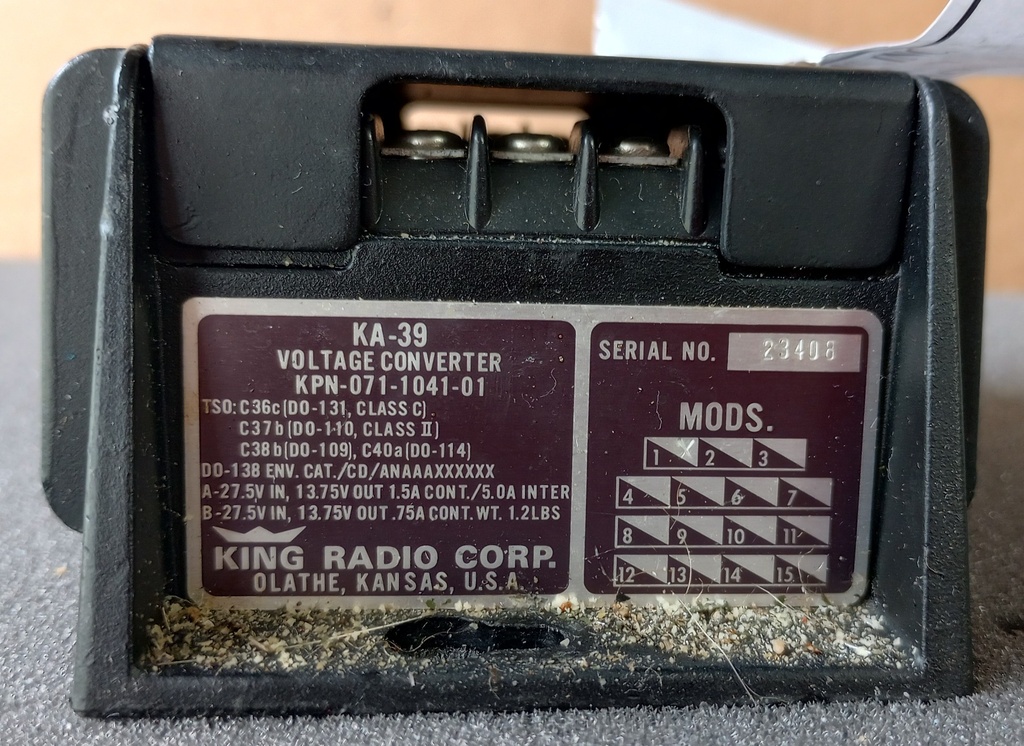 KA-39
VOLTAGE CONVERTER
KPN-071-1041-01
TSO: C36c (DO-131, CLASS C)
C37b (DO-110, CLASS II)
C38b (DO-109), C40a (DO-114)
DO-138 ENV. CAT./CD/ANAAAXXXXXX
A-27.5V IN, 13.75V OUT 1.5A CONT./5.0A INTER
B-27.5V IN, 13.75V OUT .75A CONT. WT. 1.2LBS
KING RADIO CORP.
OLATHE, KANSAS, U.S.A.
SERIAL NO. 23408
MODS.
1 X 2 3
4 5 6 7
8 9 10 11
12 13 14 15